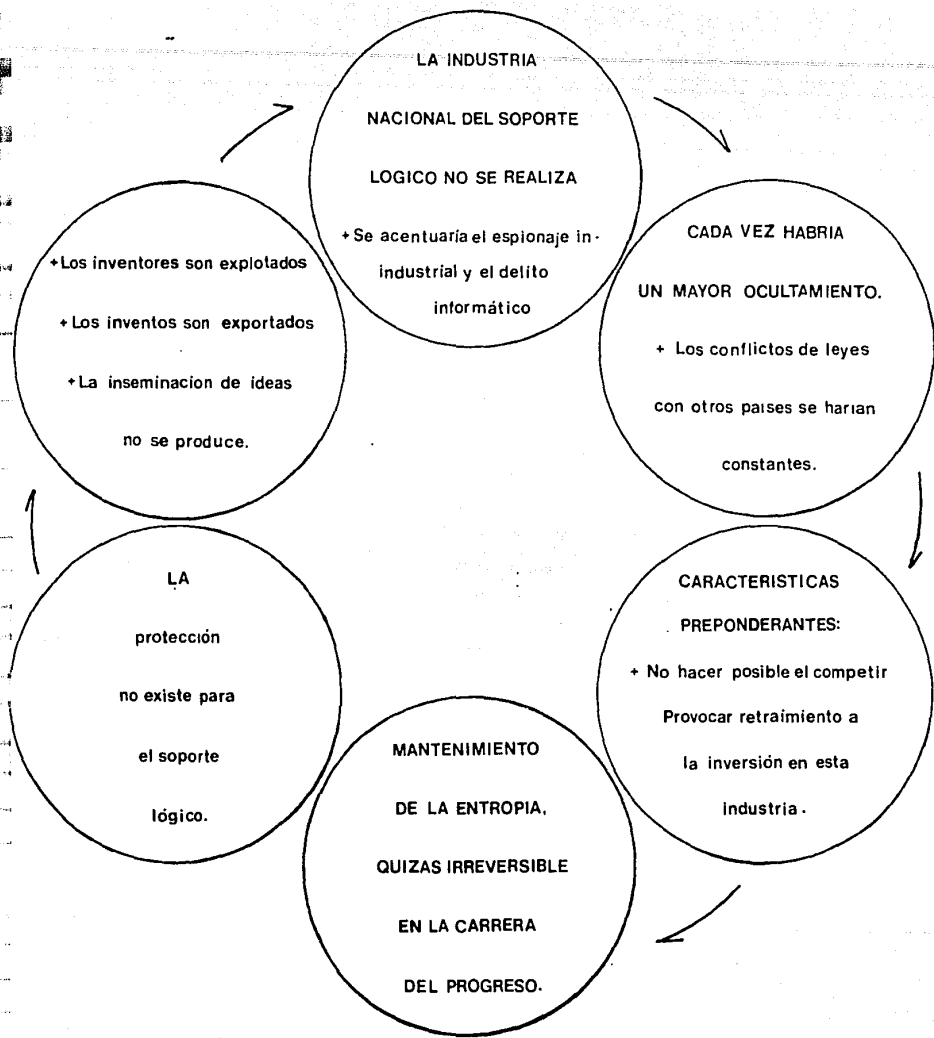 LA INDUSTRIA
NACIONAL DEL SOPORTE
LOGICO NO SE REALIZA
+ Se acentuaría el espionaje in-
industrial y el delito
informático
CADA VEZ HABRIA
UN MAYOR OCULTAMIENTO.
+ Los conflictos de leyes
con otros paises se harian
constantes.
CARACTERISTICAS
PREPONDERANTES:
+ No hacer posible el competir
Provocar retraimiento a
la inversión en esta
industria.
MANTENIMIENTO
DE LA ENTROPIA,
QUIZAS IRREVERSIBLE
EN LA CARRERA
DEL PROGRESO.
LA
protección
no existe para
el soporte
lógico.
+Los inventores son explotados
+Los inventos son exportados
+La inseminacion de ideas
no se produce.